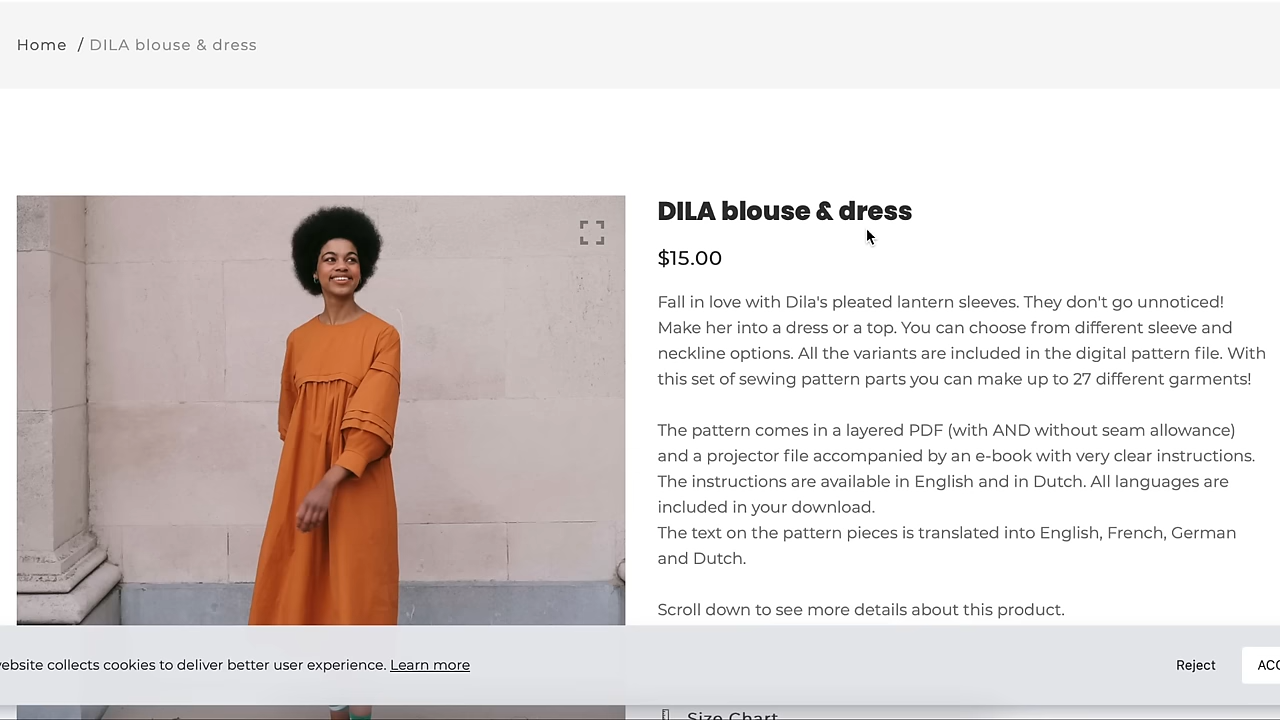 Home / DILA blouse & dress
DILA blouse & dress
$15.00
Fall in love with Dila's pleated lantern sleeves. They don't go unnoticed!
Make her into a dress or a top. You can choose from different sleeve and
neckline options. All the variants are included in the digital pattern file. With
this set of sewing pattern parts you can make up to 27 different garments!
The pattern comes in a layered PDF (with AND without seam allowance)
and a projector file accompanied by an e-book with very clear instructions.
The instructions are available in English and in Dutch. All languages are
included in your download.
The text on the pattern pieces is translated into English, French, German
and Dutch.
Scroll down to see more details about this product.
collects cookies to deliver better user experience. Learn more
Reject
Size Chart